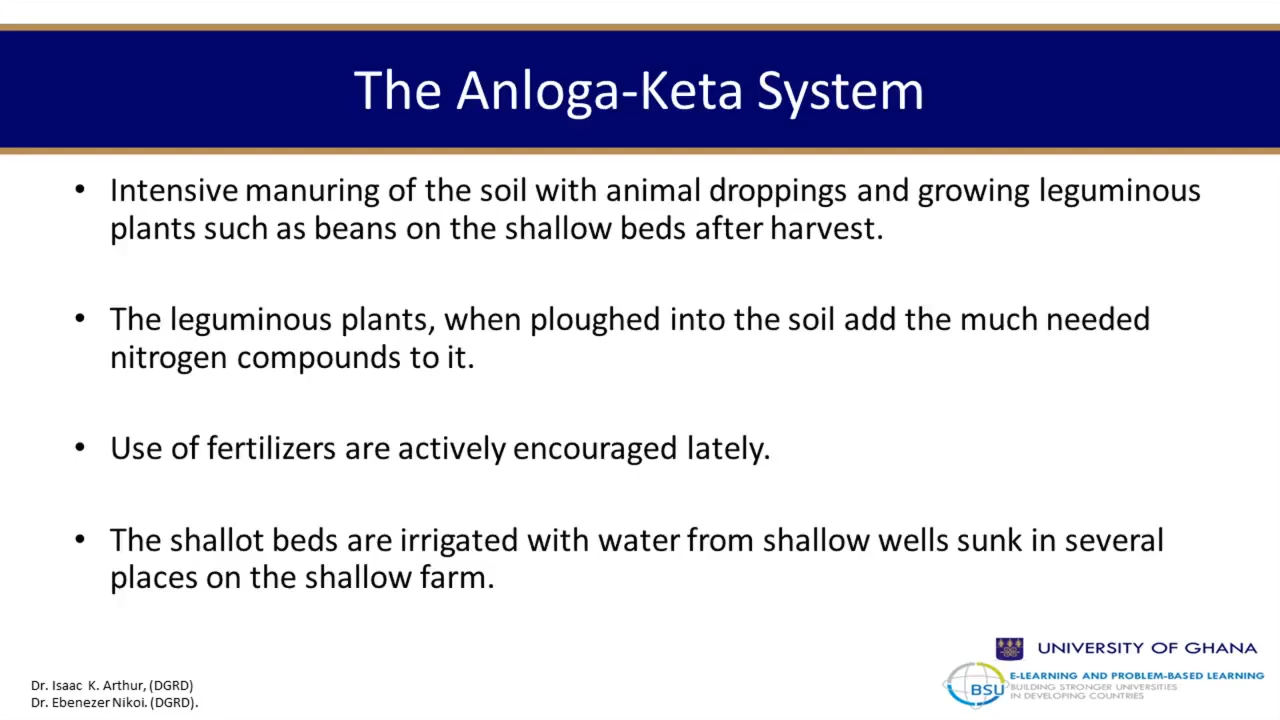 The Anloga-Keta System
• Intensive manuring of the soil with animal droppings and growing leguminous
plants such as beans on the shallow beds after harvest.
• The leguminous plants, when ploughed into the soil add the much needed
nitrogen compounds to it.
• Use of fertilizers are actively encouraged lately.
• The shallot beds are irrigated with water from shallow wells sunk in several
places on the shallow farm.
UNIVERSITY OF GHANA
BSU
E-LEARNING AND PROBLEM-BASED LEARNING
BUILDING STRONGER UNIVERSITIES
IN DEVELOPING COUNTRIES
Dr. Isaac K. Arthur, (DGRD)
Dr. Ebenezer Nikoi. (DGRD).